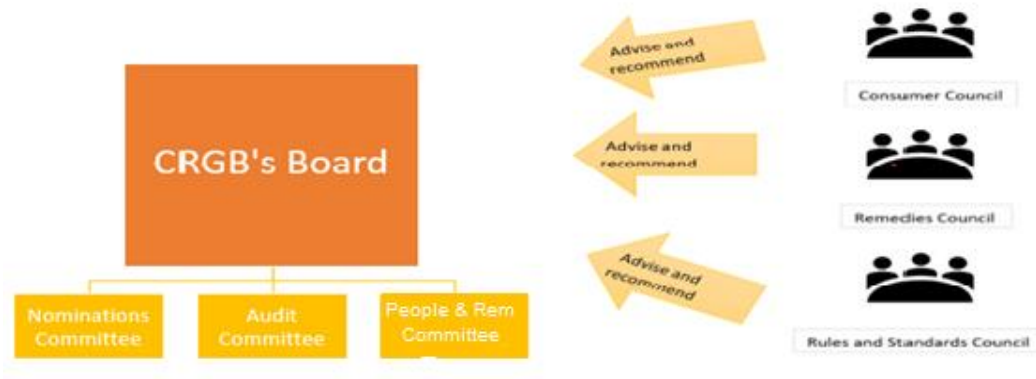 CRGB's Board
Nominations
Committee
Audit
Committee
People & Rem
Committee
Advise and
recommend
Consumer Council
Advise and
recommend
Remedies Council
Advise and
recommend
Rules and Standards Council